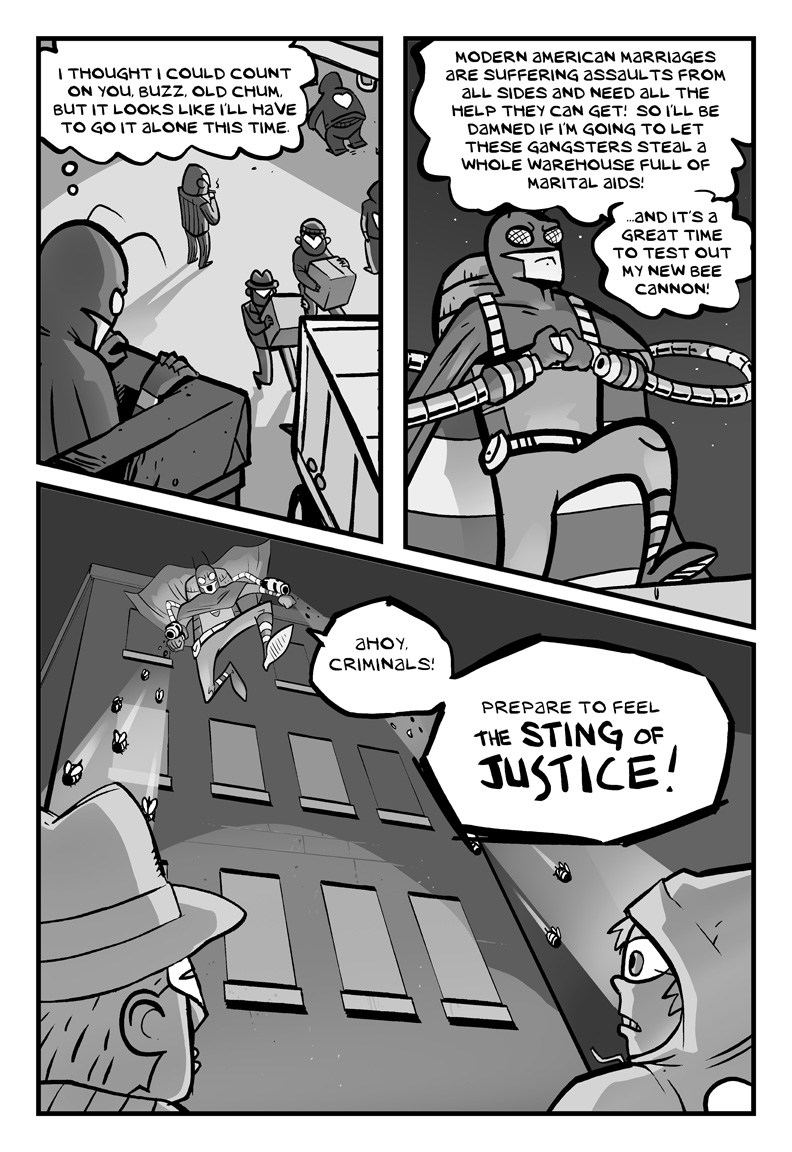 I THOUGHT I COULD COUNT
ON YOU, BUZZ, OLD CHUM,
BUT IT LOOKS LIKE I'LL HAVE
TO GO IT ALONE THIS TIME.
MODERN AMERICAN MARRIAGES
ARE SUFFERING ASSAULTS FROM
ALL SIDES AND NEED ALL THE
HELP THEY CAN GET! SO I'LL BE
DAMNED IF I'M GOING TO LET
THESE GANGSTERS STEAL A
WHOLE WAREHOUSE FULL OF
MARITAL AIDS!
...AND IT'S A
GREAT TIME
TO TEST OUT
MY NEW BEE
CANNON!
AHOY,
CRIMINALS!
PREPARE TO FEEL
THE STING OF
JUSTICE!